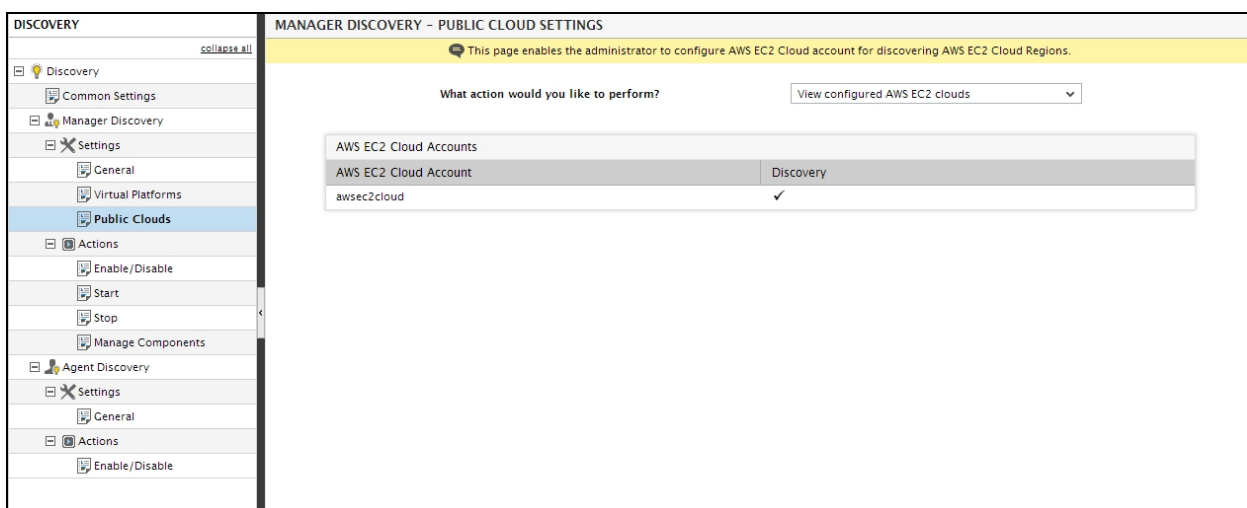 DISCOVERY
collapse all
Discovery
Common Settings
Manager Discovery
Settings
General
Virtual Platforms
Public Clouds
Actions
Enable/Disable
Start
Stop
Manage Components
Agent Discovery
Settings
General
Actions
Enable/Disable
MANAGER DISCOVERY - PUBLIC CLOUD SETTINGS
This page enables the administrator to configure AWS EC2 Cloud account for discovering AWS EC2 Cloud Regions.
What action would you like to perform? View configured AWS EC2 clouds
AWS EC2 Cloud Accounts
AWS EC2 Cloud Account Discovery
awsec2cloud ✓